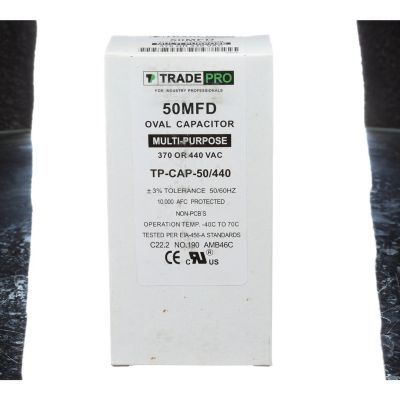 TRADEPRO
FOR INDUSTRY PROFESSIONALS
50MFD
OVAL CAPACITOR
MULTI-PURPOSE
370 OR 440 VAC
TP-CAP-50/440
± 3% TOLERANCE 50/60HZ
10,000 AFC PROTECTED
NON-PCB'S
OPERATION TEMP. -40C TO 70C
TESTED PER EIA-456-A STANDARDS
C22.2 NO.190 AMB46C
CE c RU ® US